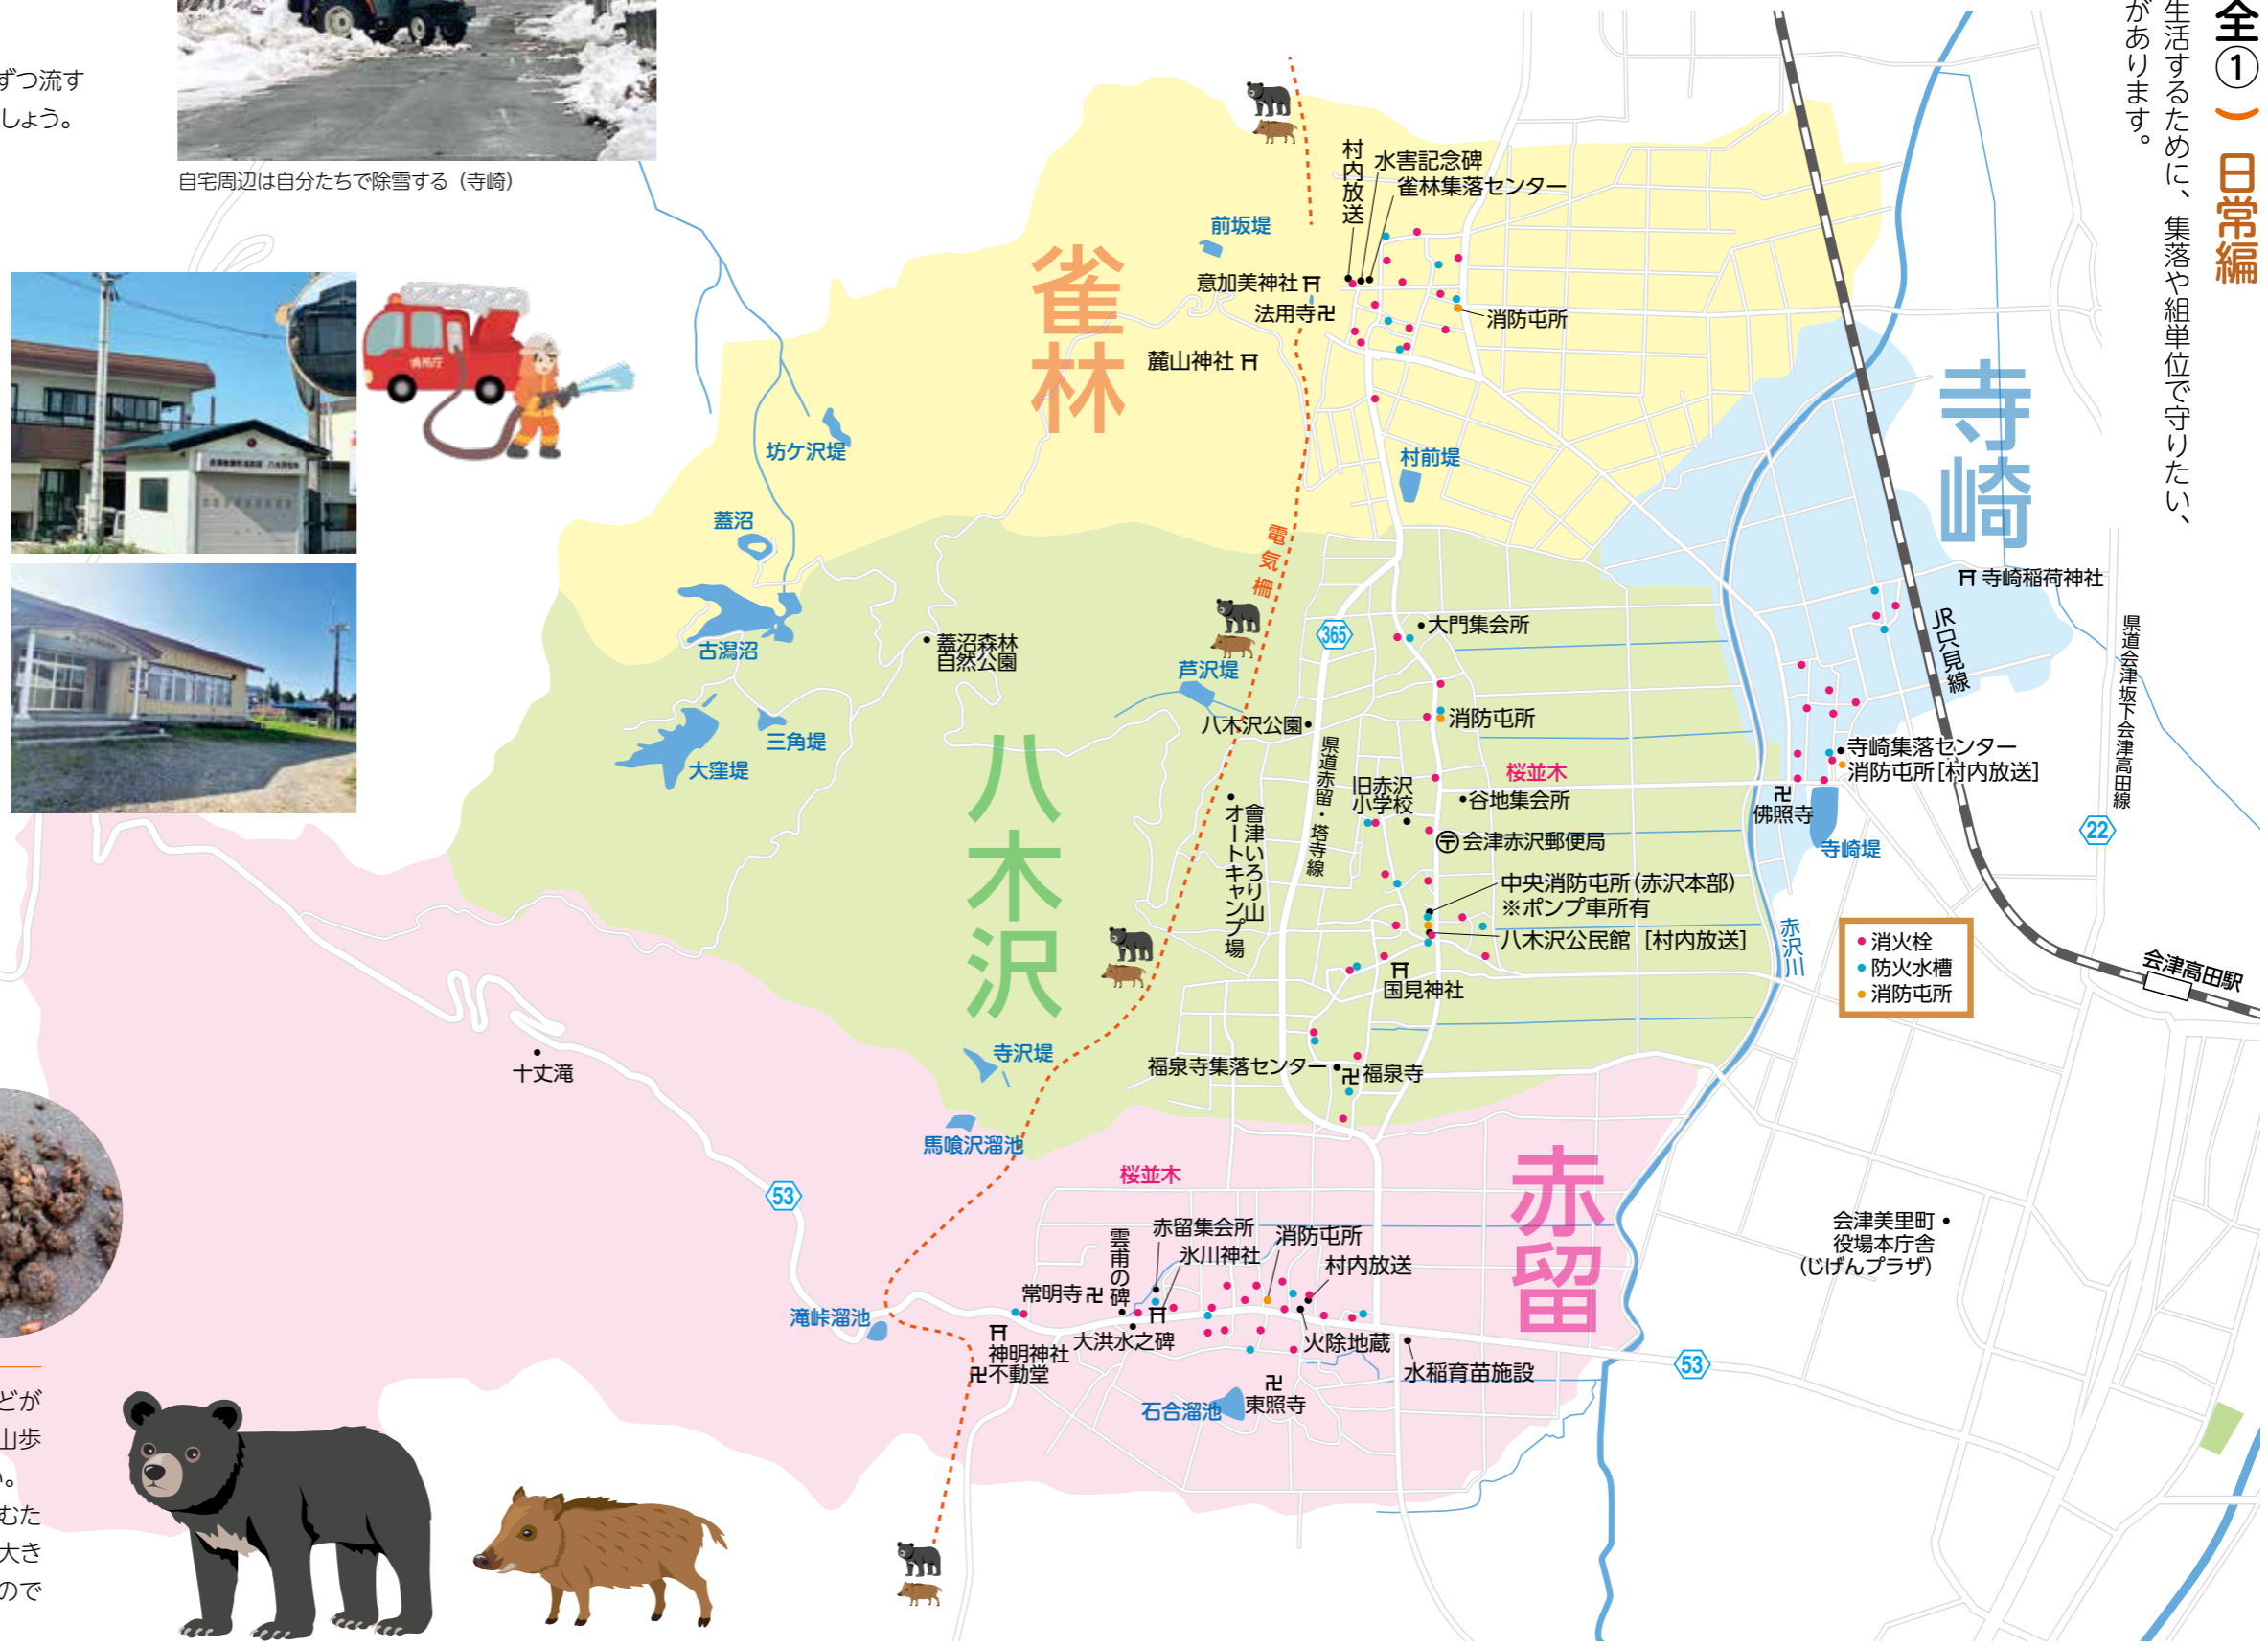 全① 日常編
生活するために、集落や組単位で守りたい、
があります。
ずつ流す
しょう。
自宅周辺は自分たちで除雪する（寺崎）
消防庁
雀林
前坂堤
村内放送
水害記念碑
雀林集落センター
意加美神社
法用寺
消防屯所
麓山神社
坊ケ沢堤
村前堤
蓋沼
電気柵
寺崎
寺崎稲荷神社
JR只見線
県道会津坂下会津高田線
22
古潟沼
蓋沼森林
自然公園
365
大門集会所
芦沢堤
八木沢公園
消防屯所
三角堤
大窪堤
八木沢
県道赤留・塔寺線
旧赤沢
小学校
桜並木
谷地集会所
会津赤沢郵便局
會津いろり山
オートキャンプ場
中央消防屯所(赤沢本部)
※ポンプ車所有
八木沢公民館［村内放送］
国見神社
寺崎集落センター
消防屯所［村内放送］
佛照寺
寺崎堤
赤沢川
消火栓
防火水槽
消防屯所
会津高田駅
十丈滝
寺沢堤
福泉寺集落センター
福泉寺
馬喰沢溜池
53
桜並木
赤留
赤留集会所
氷川神社
消防屯所
村内放送
雲甫の碑
常明寺
滝峠溜池
神明神社
不動堂
大洪水之碑
火除地蔵
水稲育苗施設
53
石合溜池
東照寺
会津美里町
役場本庁舎
(じげんプラザ)
どが
山歩
い。
むた
大き
ので